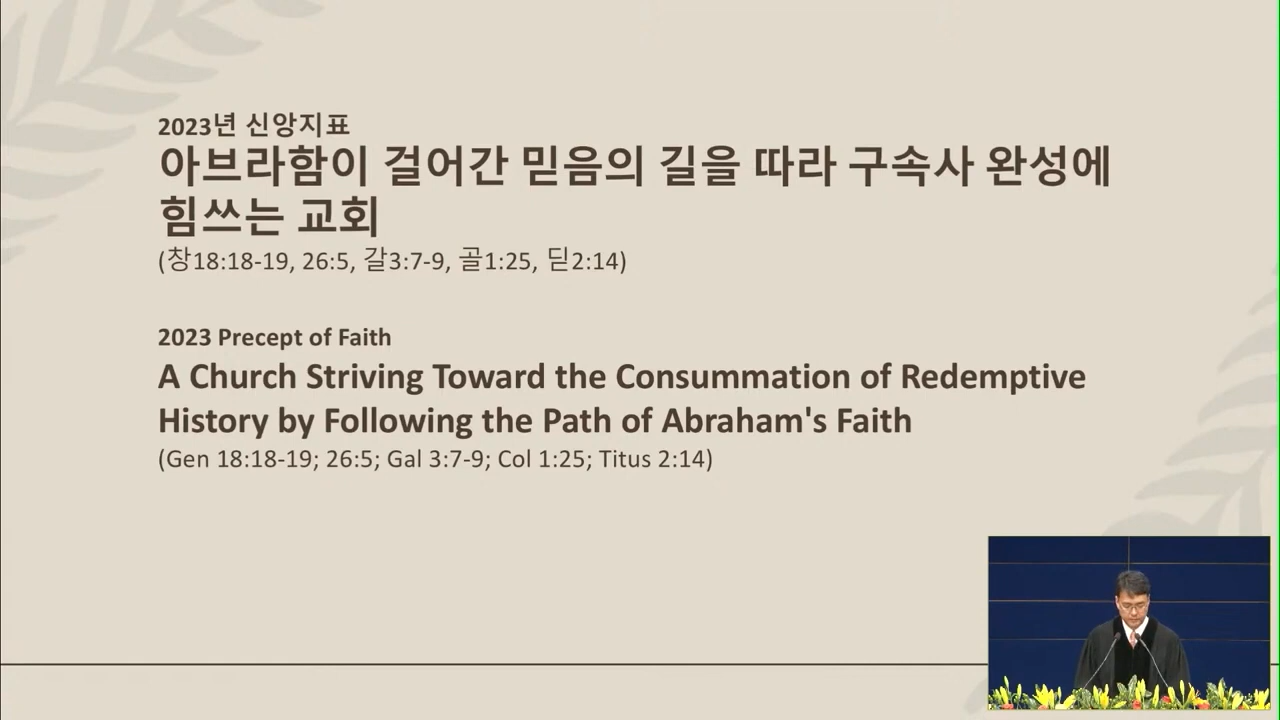 2023년 신앙지표
아브라함이 걸어간 믿음의 길을 따라 구속사 완성에
힘쓰는 교회
(창18:18-19, 26:5, 갈3:7-9, 골1:25, 딛2:14)
2023 Precept of Faith
A Church Striving Toward the Consummation of Redemptive
History by Following the Path of Abraham's Faith
(Gen 18:18-19; 26:5; Gal 3:7-9; Col 1:25; Titus 2:14)